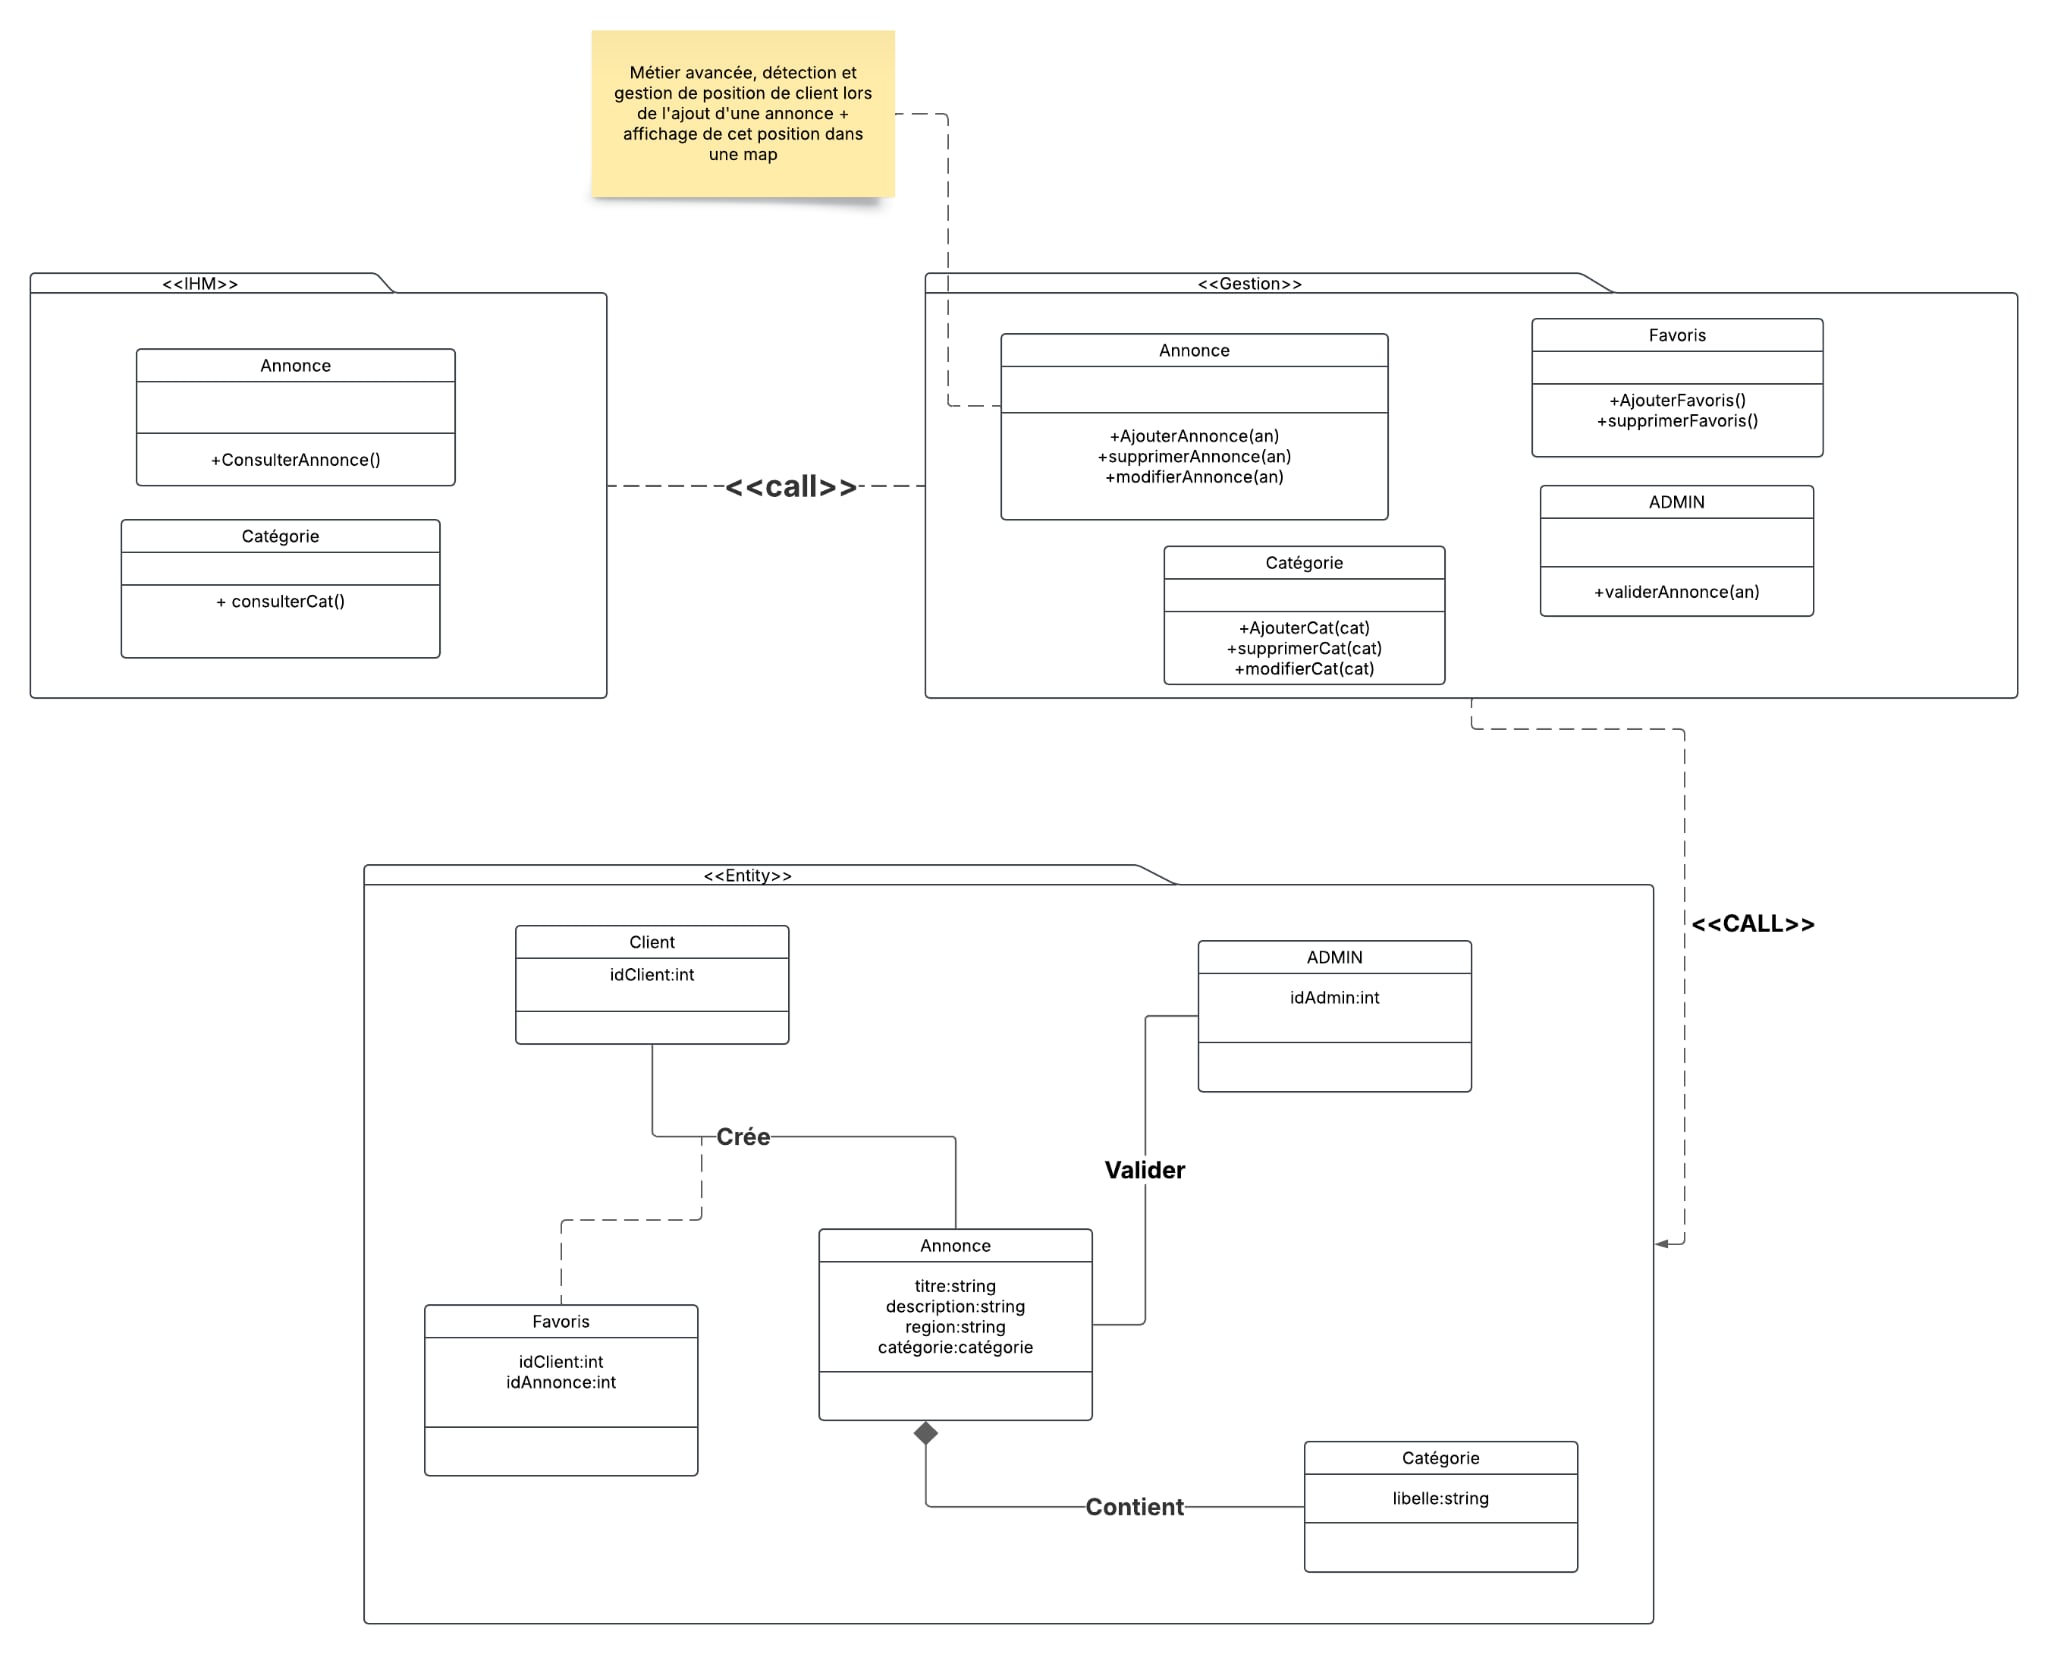 Métier avancée, détection et
gestion de position de client lors
de l'ajout d'une annonce +
affichage de cet position dans
une map
<<IHM>>
Annonce
+ConsulterAnnonce()
Catégorie
+ consulterCat()
<<call>>
<<Gestion>>
Annonce
+AjouterAnnonce(an)
+supprimerAnnonce(an)
+modifierAnnonce(an)
Favoris
+AjouterFavoris()
+supprimerFavoris()
ADMIN
+validerAnnonce(an)
Catégorie
+AjouterCat(cat)
+supprimerCat(cat)
+modifierCat(cat)
<<CALL>>
<<Entity>>
Client
idClient:int
ADMIN
idAdmin:int
Crée
Valider
Annonce
titre:string
description:string
region:string
catégorie:catégorie
Favoris
idClient:int
idAnnonce:int
Contient
Catégorie
libelle:string